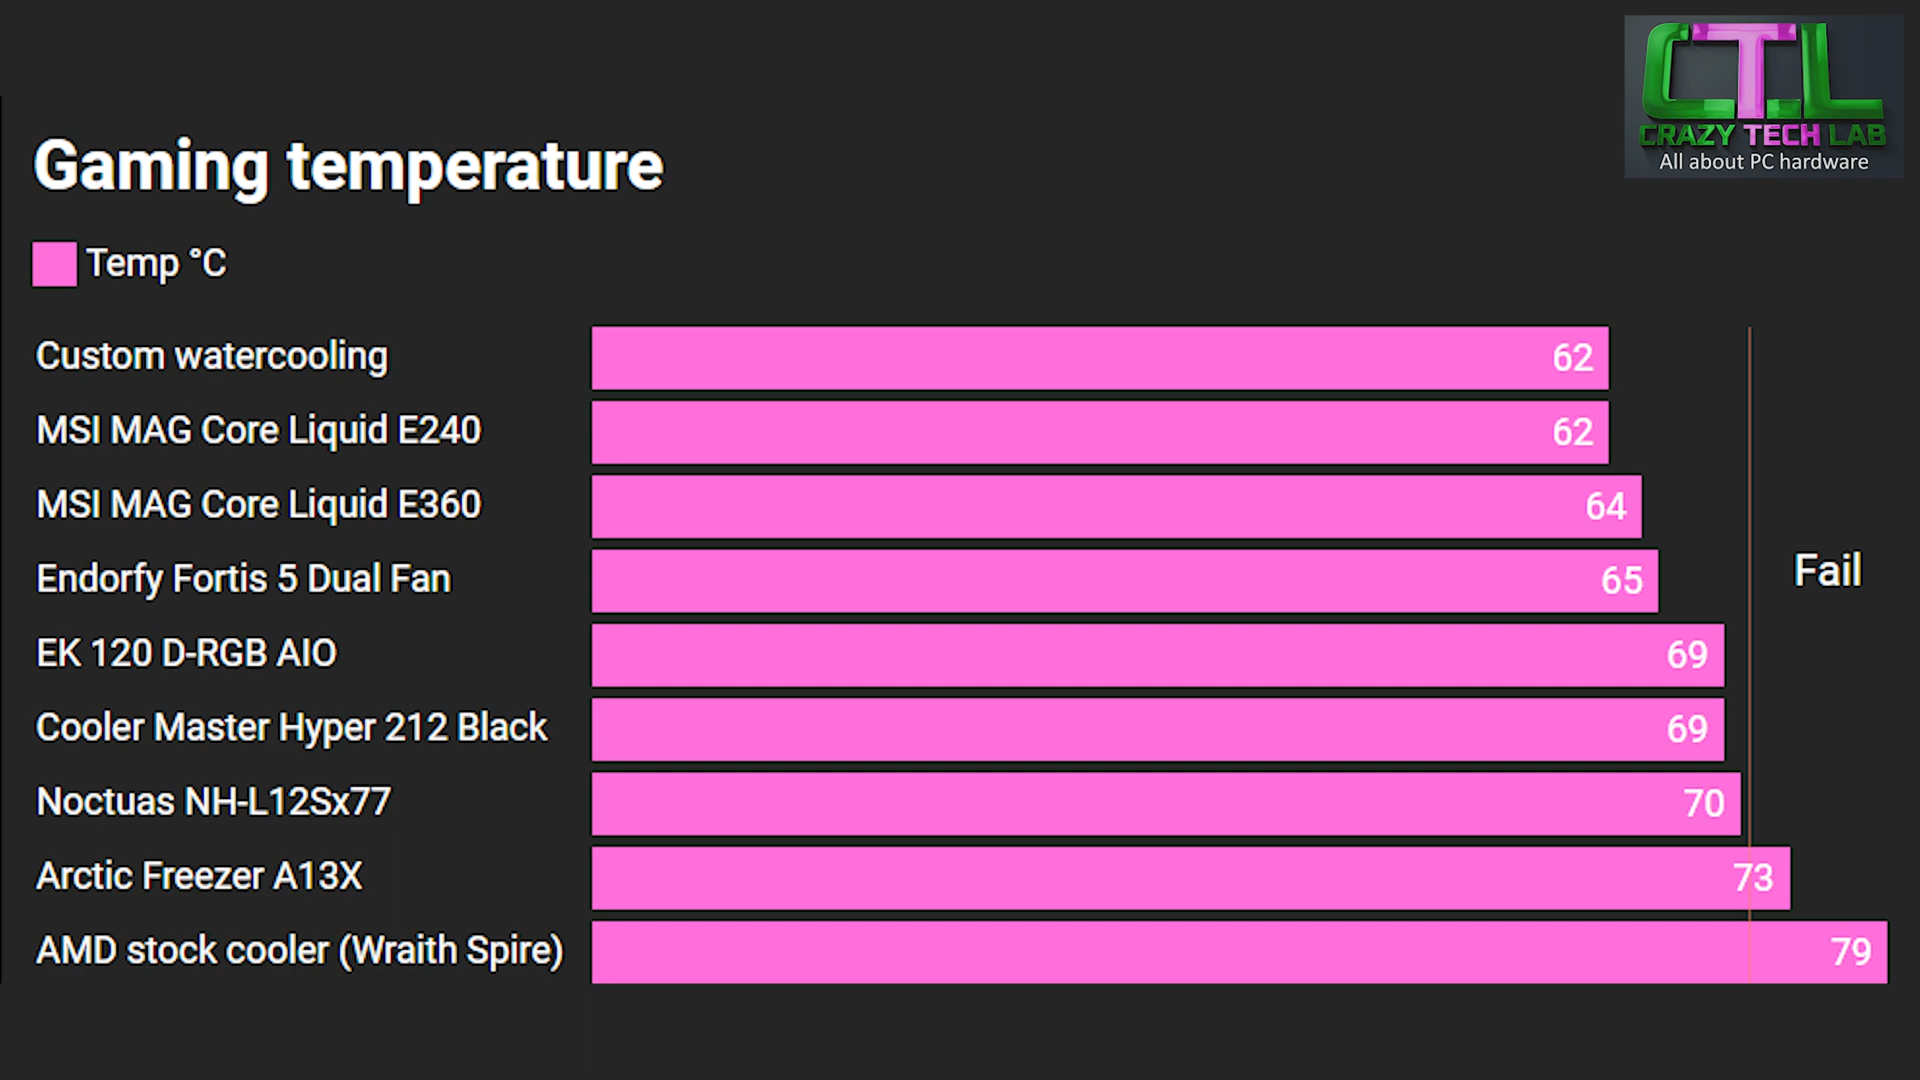 CTL
CRAZY TECH LAB
All about PC hardware
Gaming temperature
Temp °C
Custom watercooling 62
MSI MAG Core Liquid E240 62
MSI MAG Core Liquid E360 64
Endorfy Fortis 5 Dual Fan 65
Fail
EK 120 D-RGB AIO 69
Cooler Master Hyper 212 Black 69
Noctuas NH-L12Sx77 70
Arctic Freezer A13X 73
AMD stock cooler (Wraith Spire) 79